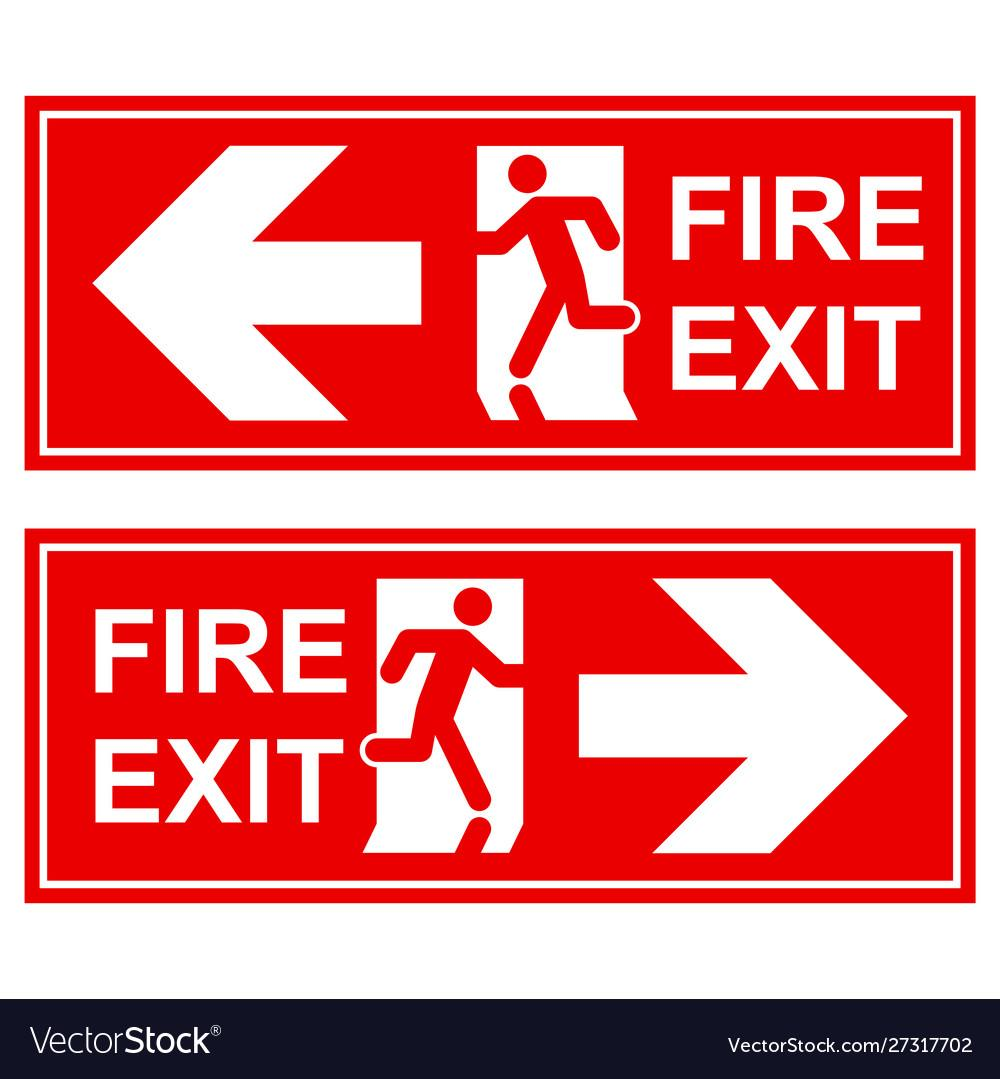 FIRE
EXIT
FIRE
EXIT
VectorStock®
VectorStock.com/27317702